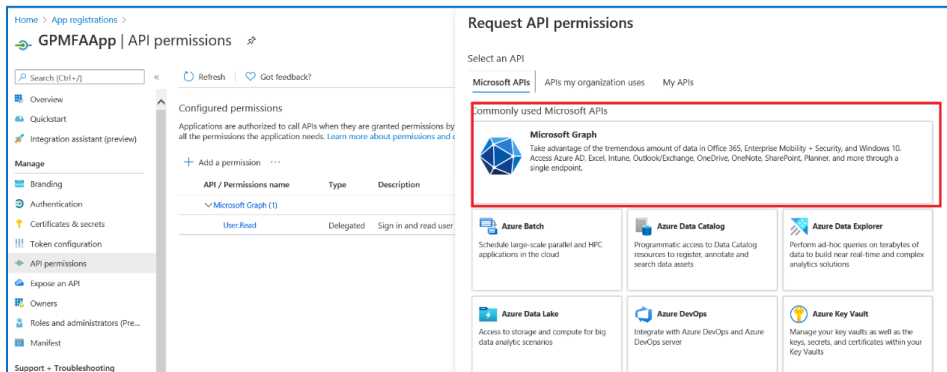 Home > App registrations >
GPMFAApp | API permissions
Search (Ctrl+/)
«
Overview
Quickstart
Integration assistant (preview)
Manage
Branding
Authentication
Certificates & secrets
Token configuration
API permissions
Expose an API
Owners
Roles and administrators (Pre...
Manifest
Support + Troubleshooting
Refresh
Got feedback?
Configured permissions
Applications are authorized to call APIs when they are granted permissions by
all the permissions the application needs. Learn more about permissions and
+ Add a permission ...
API / Permissions name Type Description
Microsoft Graph (1)
User.Read Delegated Sign in and read user
Request API permissions
Select an API
Microsoft APIs APIs my organization uses My APIs
Commonly used Microsoft APIs
Microsoft Graph
Take advantage of the tremendous amount of data in Office 365, Enterprise Mobility + Security, and Windows 10.
Access Azure AD, Excel, Intune, Outlook/Exchange, OneDrive, OneNote, SharePoint, Planner, and more through a
single endpoint.
Azure Batch
Schedule large-scale parallel and HPC
applications in the cloud
Azure Data Catalog
Programmatic access to Data Catalog
resources to register, annotate and
search data assets
Azure Data Explorer
Perform ad-hoc queries on terabytes of
data to build near real-time and complex
analytics solutions
Azure Data Lake
Access to storage and compute for big
data analytic scenarios
Azure DevOps
Integrate with Azure DevOps and Azure
DevOps server
Azure Key Vault
Manage your key vaults as well as the
keys, secrets, and certificates within your
Key Vaults